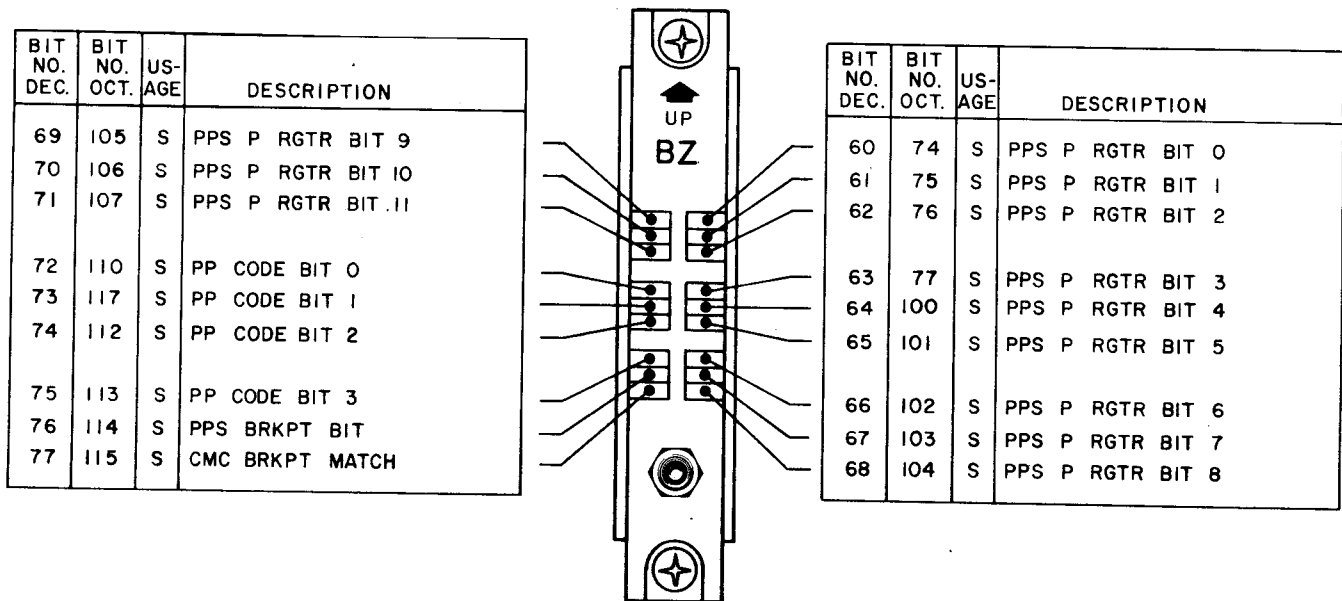 BIT NO. DEC. BIT NO. OCT. US-AGE DESCRIPTION
69 105 S PPS P RGTR BIT 9
70 106 S PPS P RGTR BIT 10
71 107 S PPS P RGTR BIT 11
72 110 S PP CODE BIT 0
73 117 S PP CODE BIT 1
74 112 S PP CODE BIT 2
75 113 S PP CODE BIT 3
76 114 S PPS BRKPT BIT
77 115 S CMC BRKPT MATCH
UP
BZ
BIT NO. DEC. BIT NO. OCT. US-AGE DESCRIPTION
60 74 S PPS P RGTR BIT 0
61 75 S PPS P RGTR BIT 1
62 76 S PPS P RGTR BIT 2
63 77 S PPS P RGTR BIT 3
64 100 S PPS P RGTR BIT 4
65 101 S PPS P RGTR BIT 5
66 102 S PPS P RGTR BIT 6
67 103 S PPS P RGTR BIT 7
68 104 S PPS P RGTR BIT 8